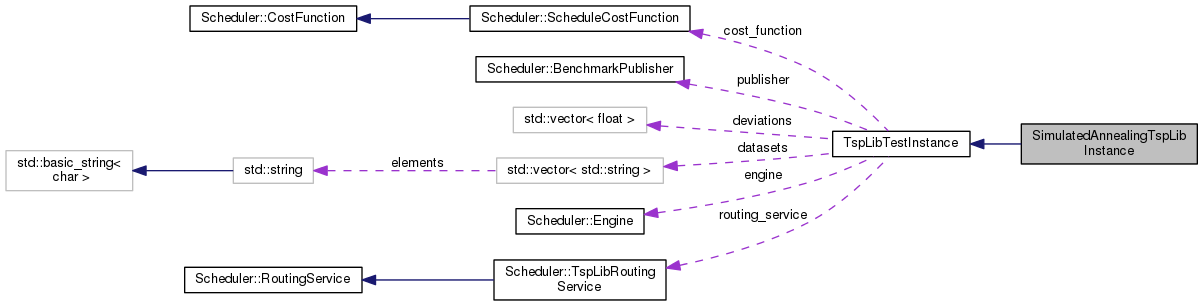 Scheduler::CostFunction
Scheduler::ScheduleCostFunction
cost_function
Scheduler::BenchmarkPublisher
publisher
std::vector< float >
deviations
TspLibTestInstance
SimulatedAnnealingTspLib
Instance
datasets
std::basic_string<
char >
std::string
elements
std::vector< std::string >
engine
Scheduler::Engine
routing_service
Scheduler::RoutingService
Scheduler::TspLibRouting
Service